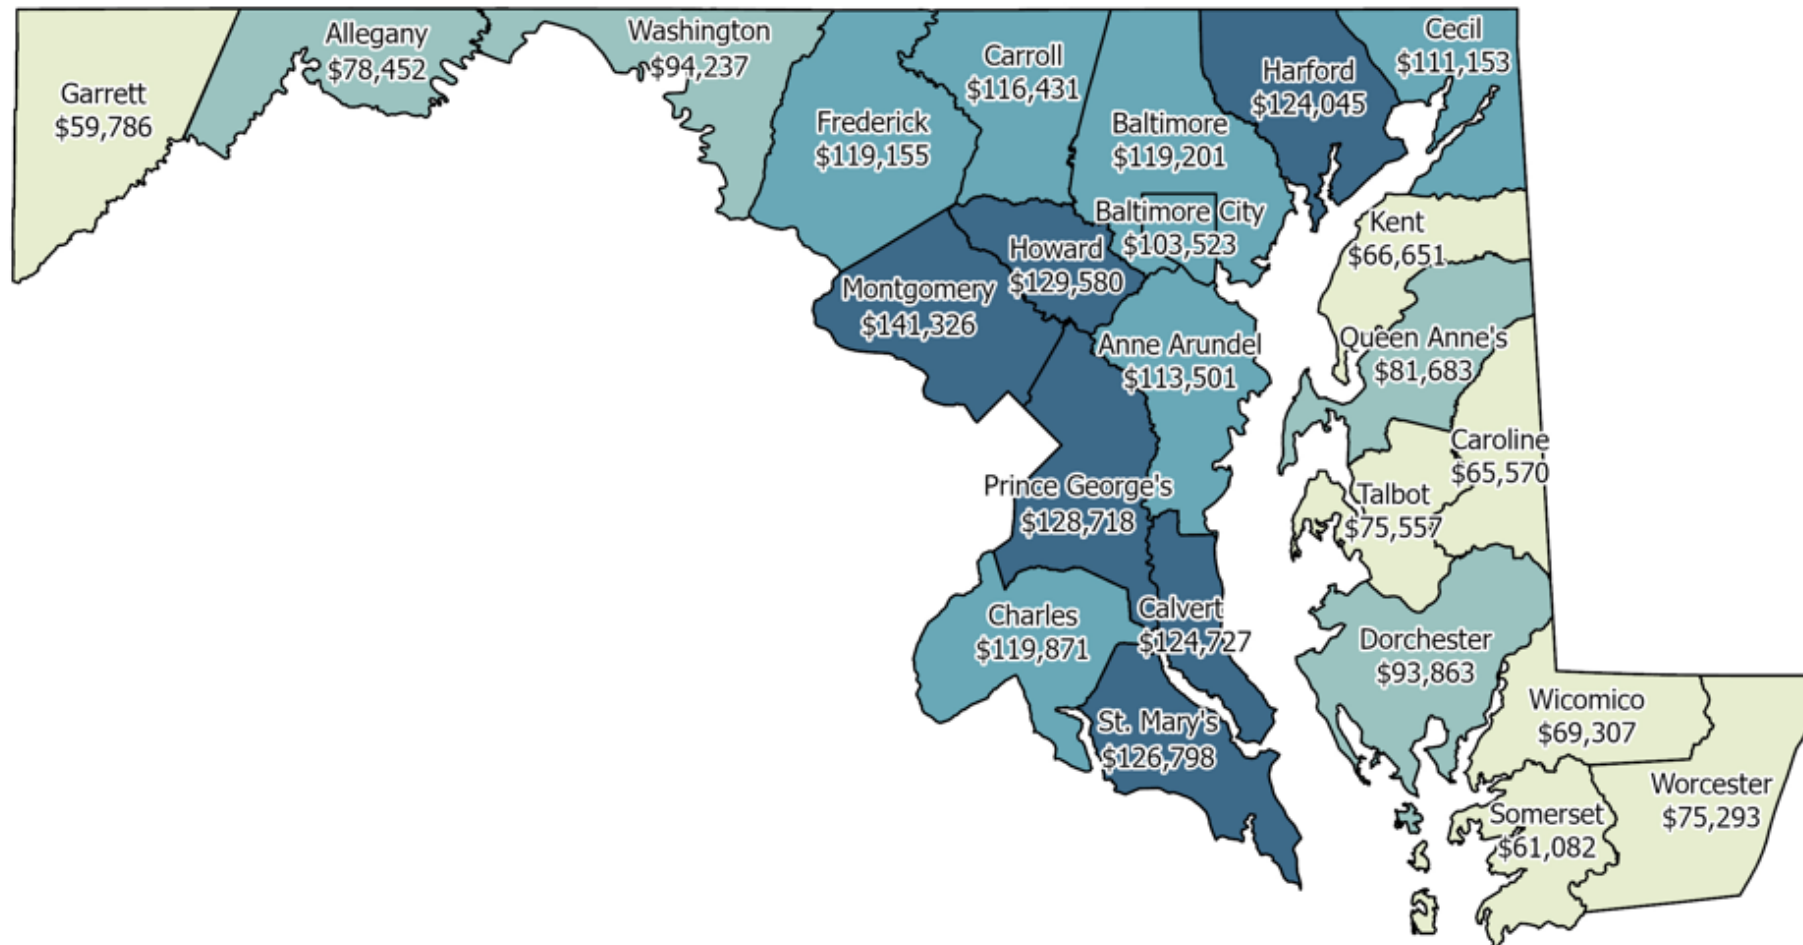 Garrett
$59,786
Allegany
$78,452
Washington
$94,237
Frederick
$119,155
Carroll
$116,431
Baltimore
$119,201
Harford
$124,045
Cecil
$111,153
Baltimore City
$103,523
Howard
$129,580
Montgomery
$141,326
Anne Arundel
$113,501
Kent
$66,651
Queen Anne's
$81,683
Caroline
$65,570
Talbot
$75,557
Prince George's
$128,718
Charles
$119,871
Calvert
$124,727
St. Mary's
$126,798
Dorchester
$93,863
Wicomico
$69,307
Worcester
$75,293
Somerset
$61,082